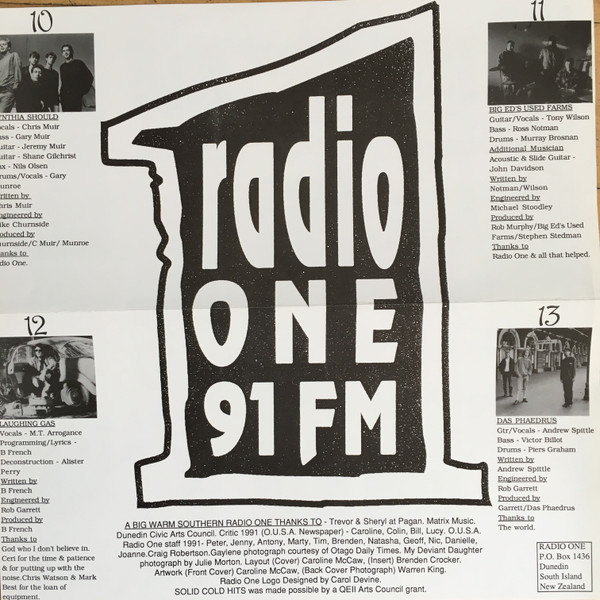 10
YNTHIA SHOULD
ocals - Chris Muir
ss - Gary Muir
uitar - Jeremy Muir
uitar - Shane Gilchrist
x - Nils Olsen
rums/Vocals - Gary
unroe
ritten by
hris Muir
ngineered by
ike Churnside
oduced by
hurnside/C Muir/ Munroe
hanks to
dio One.
radio
ONE
91 FM
11
BIG ED'S USED FARMS
Guitar/Vocals - Tony Wilson
Bass - Ross Notman
Drums - Murray Brosnan
Additional Musician
Acoustic & Slide Guitar -
John Davidson
Written by
Notman/Wilson
Engineered by
Michael Stoodley
Produced by
Rob Murphy/Big Ed's Used
Farms/Stephen Stedman
Thanks to
Radio One & all that helped.
12
LAUGHING GAS
Vocals - M.T. Arrogance
Programming/Lyrics -
B French
Deconstruction - Alister
Perry
Written by
B French
Engineered by
Rob Garrett
Produced by
B French
Thanks to
God who I don't believe in.
Ceri for the time & patience
& for putting up with the
noise.Chris Watson & Mark
Best for the loan of
equipment.
13
DAS PHAEDRUS
Gtr/Vocals - Andrew Spittle
Bass - Victor Billot
Drums - Piers Graham
Written by
Andrew Spittle
Engineered by
Rob Garrett
Produced by
Garrett/Das Phaedrus
Thanks to
The world.
A BIG WARM SOUTHERN RADIO ONE THANKS TO - Trevor & Sheryl at Pagan. Matrix Music.
Dunedin Civic Arts Council. Critic 1991 (O.U.S.A. Newspaper) - Caroline, Colin, Bill, Lucy. O.U.S.A.
Radio One staff 1991- Peter, Jenny, Antony, Marty, Tim, Brenden, Natasha, Geoff, Nic, Danielle,
Joanne.Craig Robertson.Gaylene photograph courtesy of Otago Daily Times. My Deviant Daughter
photograph by Julie Morton. Layout (Cover) Caroline McCaw, (Insert) Brenden Crocker.
Artwork (Front Cover) Caroline McCaw, (Back Cover Photograph) Warren King.
Radio One Logo Designed by Carol Devine.
SOLID COLD HITS was made possible by a QEII Arts Council grant.
RADIO ONE
P.O. Box 1436
Dunedin
South Island
New Zealand